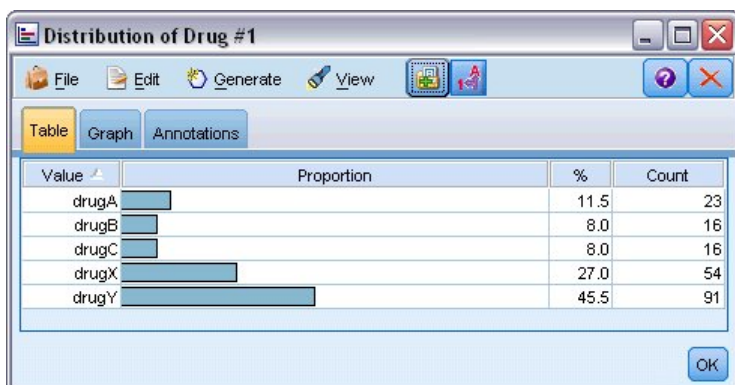 Distribution of Drug #1
File Edit Generate View
Table Graph Annotations
Value Proportion % Count
drugA 11.5 23
drugB 8.0 16
drugC 8.0 16
drugX 27.0 54
drugY 45.5 91
OK